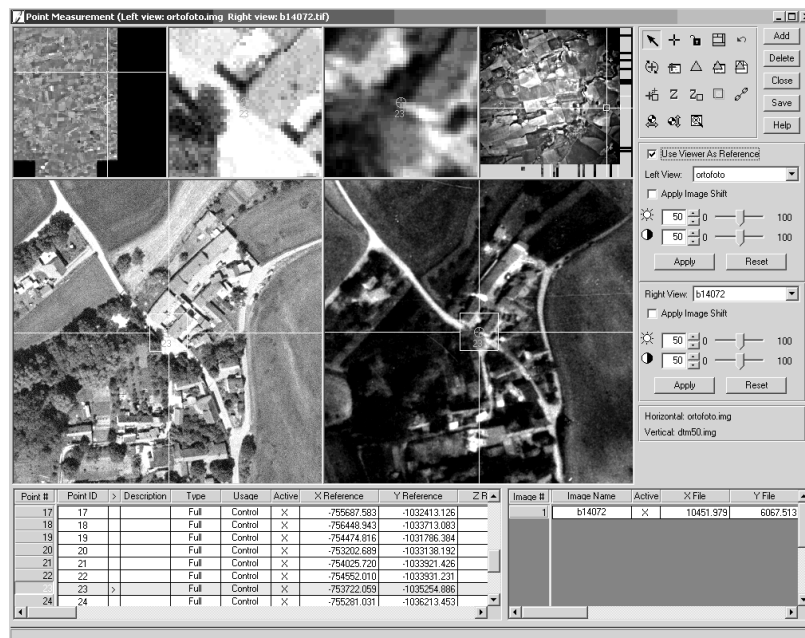 Point Measurement (Left view: ortofoto.img Right view: b14072.tif)
Add
Delete
Close
Save
Help
Use Viewer As Reference
Left View: ortofoto
Apply Image Shift
50 0 100
50 0 100
Apply Reset
Right View: b14072
Apply Image Shift
50 0 100
50 0 100
Apply Reset
Horizontal: ortofoto.img
Vertical: dtm50.img
23
23
23
23
Point # Point ID > Description Type Usage Active X Reference Y Reference Z R
17 17 Full Control X -755687.583 -1032413.126
18 18 Full Control X -756448.943 -1033713.083
19 19 Full Control X -754474.816 -1031786.384
20 20 Full Control X -753202.689 -1033138.192
21 21 Full Control X -754025.720 -1033921.426
22 22 Full Control X -754552.010 -1033931.231
23 > Full Control X -753722.059 -1035254.886
24 24 Full Control X -755281.031 -1036213.453
Image # Image Name Active X File Y File
1 b14072 X 10451.979 6067.513